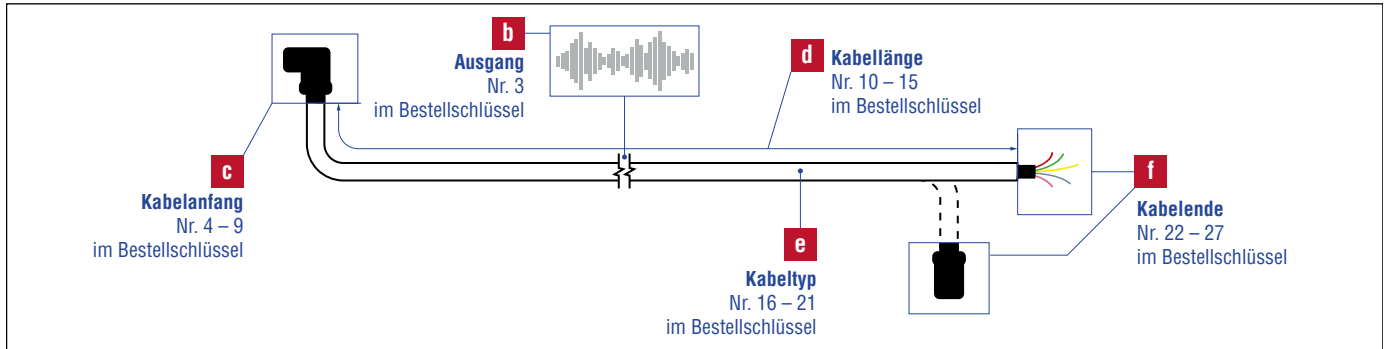 b
Ausgang
Nr. 3
im Bestellschlüssel
d
Kabellänge
Nr. 10 – 15
im Bestellschlüssel
c
Kabelanfang
Nr. 4 – 9
im Bestellschlüssel
e
Kabeltyp
Nr. 16 – 21
im Bestellschlüssel
f
Kabelende
Nr. 22 – 27
im Bestellschlüssel